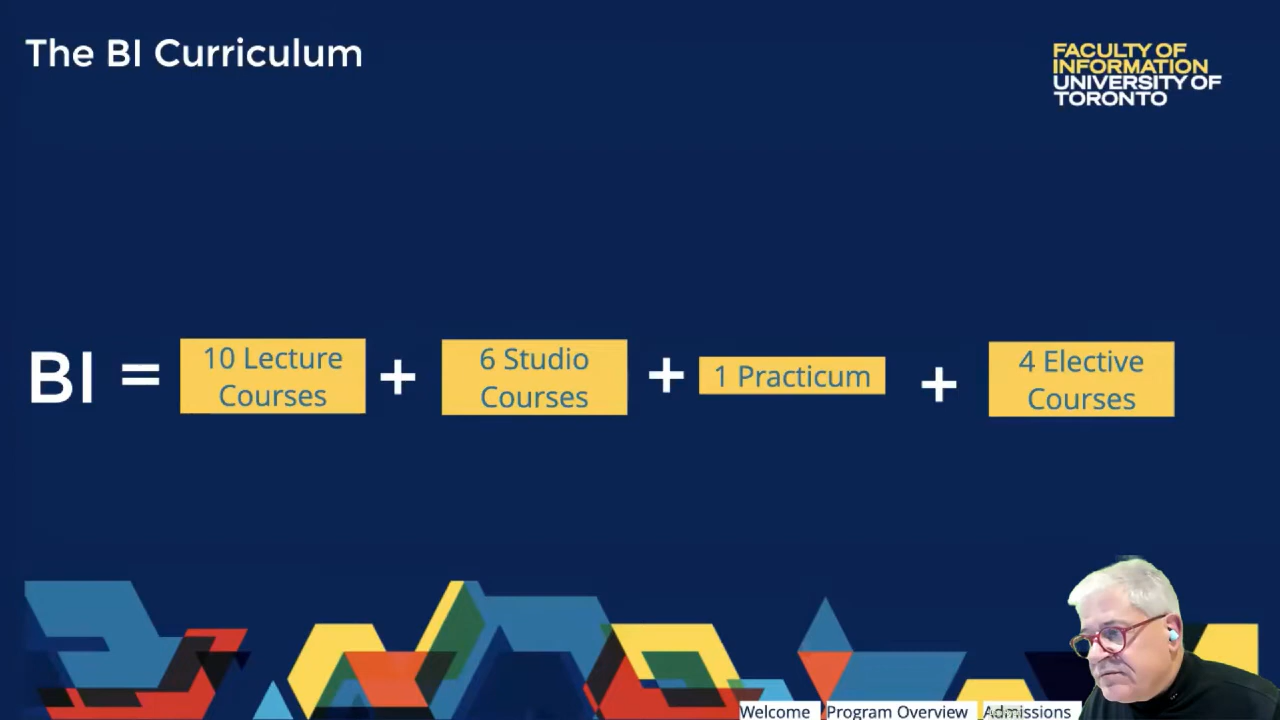 The BI Curriculum
FACULTY OF
INFORMATION
UNIVERSITY OF
TORONTO
BI = 10 Lecture Courses + 6 Studio Courses + 1 Practicum + 4 Elective Courses
Welcome Program Overview Admissions